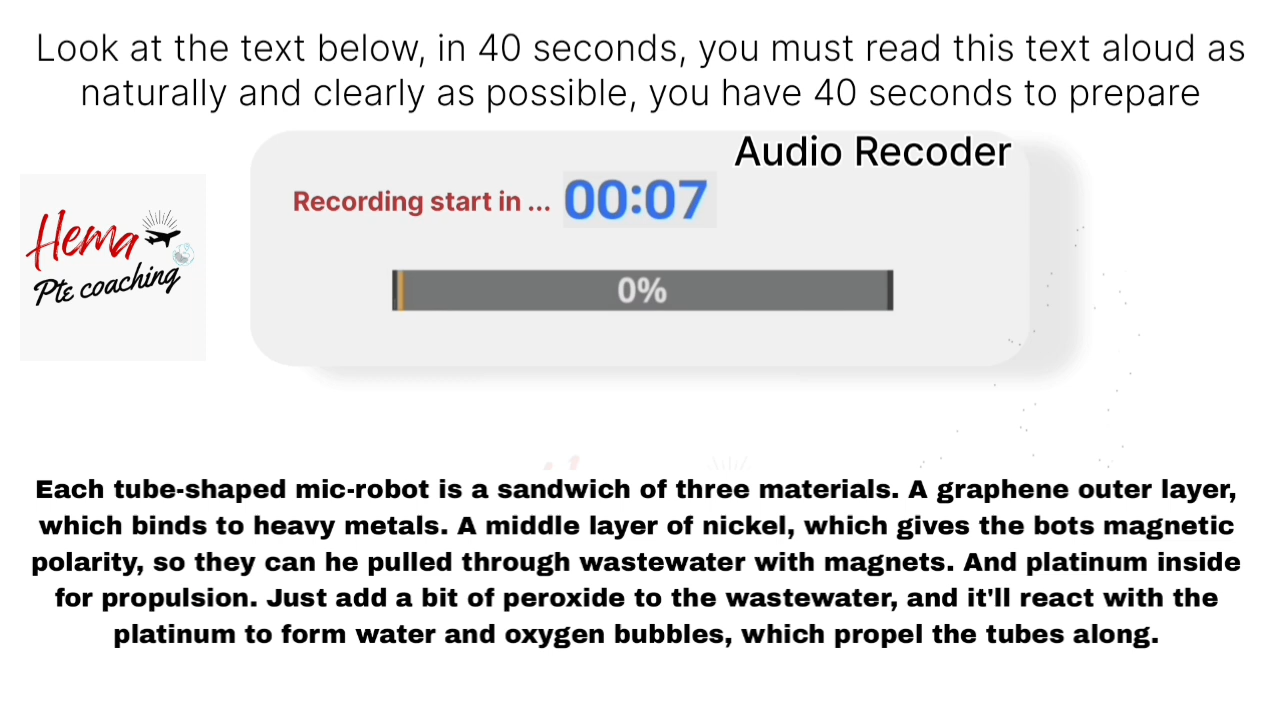 Look at the text below, in 40 seconds, you must read this text aloud as
naturally and clearly as possible, you have 40 seconds to prepare
Audio Recoder
Recording start in ... 00:07
Hema
Pte coaching
0%
Each tube-shaped mic-robot is a sandwich of three materials. A graphene outer layer,
which binds to heavy metals. A middle layer of nickel, which gives the bots magnetic
polarity, so they can he pulled through wastewater with magnets. And platinum inside
for propulsion. Just add a bit of peroxide to the wastewater, and it'll react with the
platinum to form water and oxygen bubbles, which propel the tubes along.